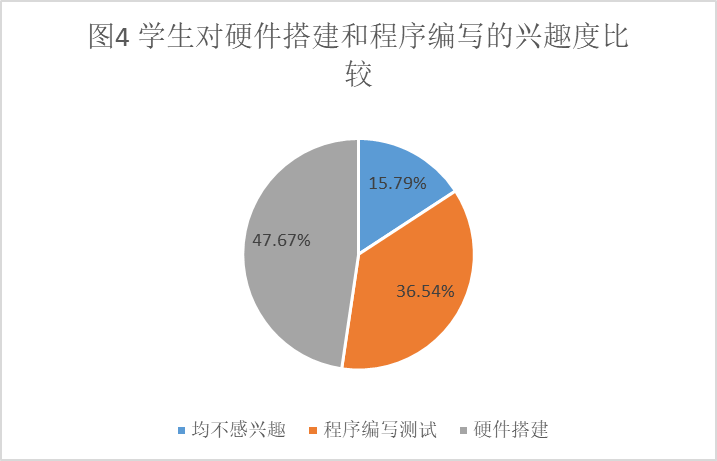 图4 学生对硬件搭建和程序编写的兴趣度比
较
15.79%
47.67%
36.54%
均不感兴趣 程序编写测试 硬件搭建